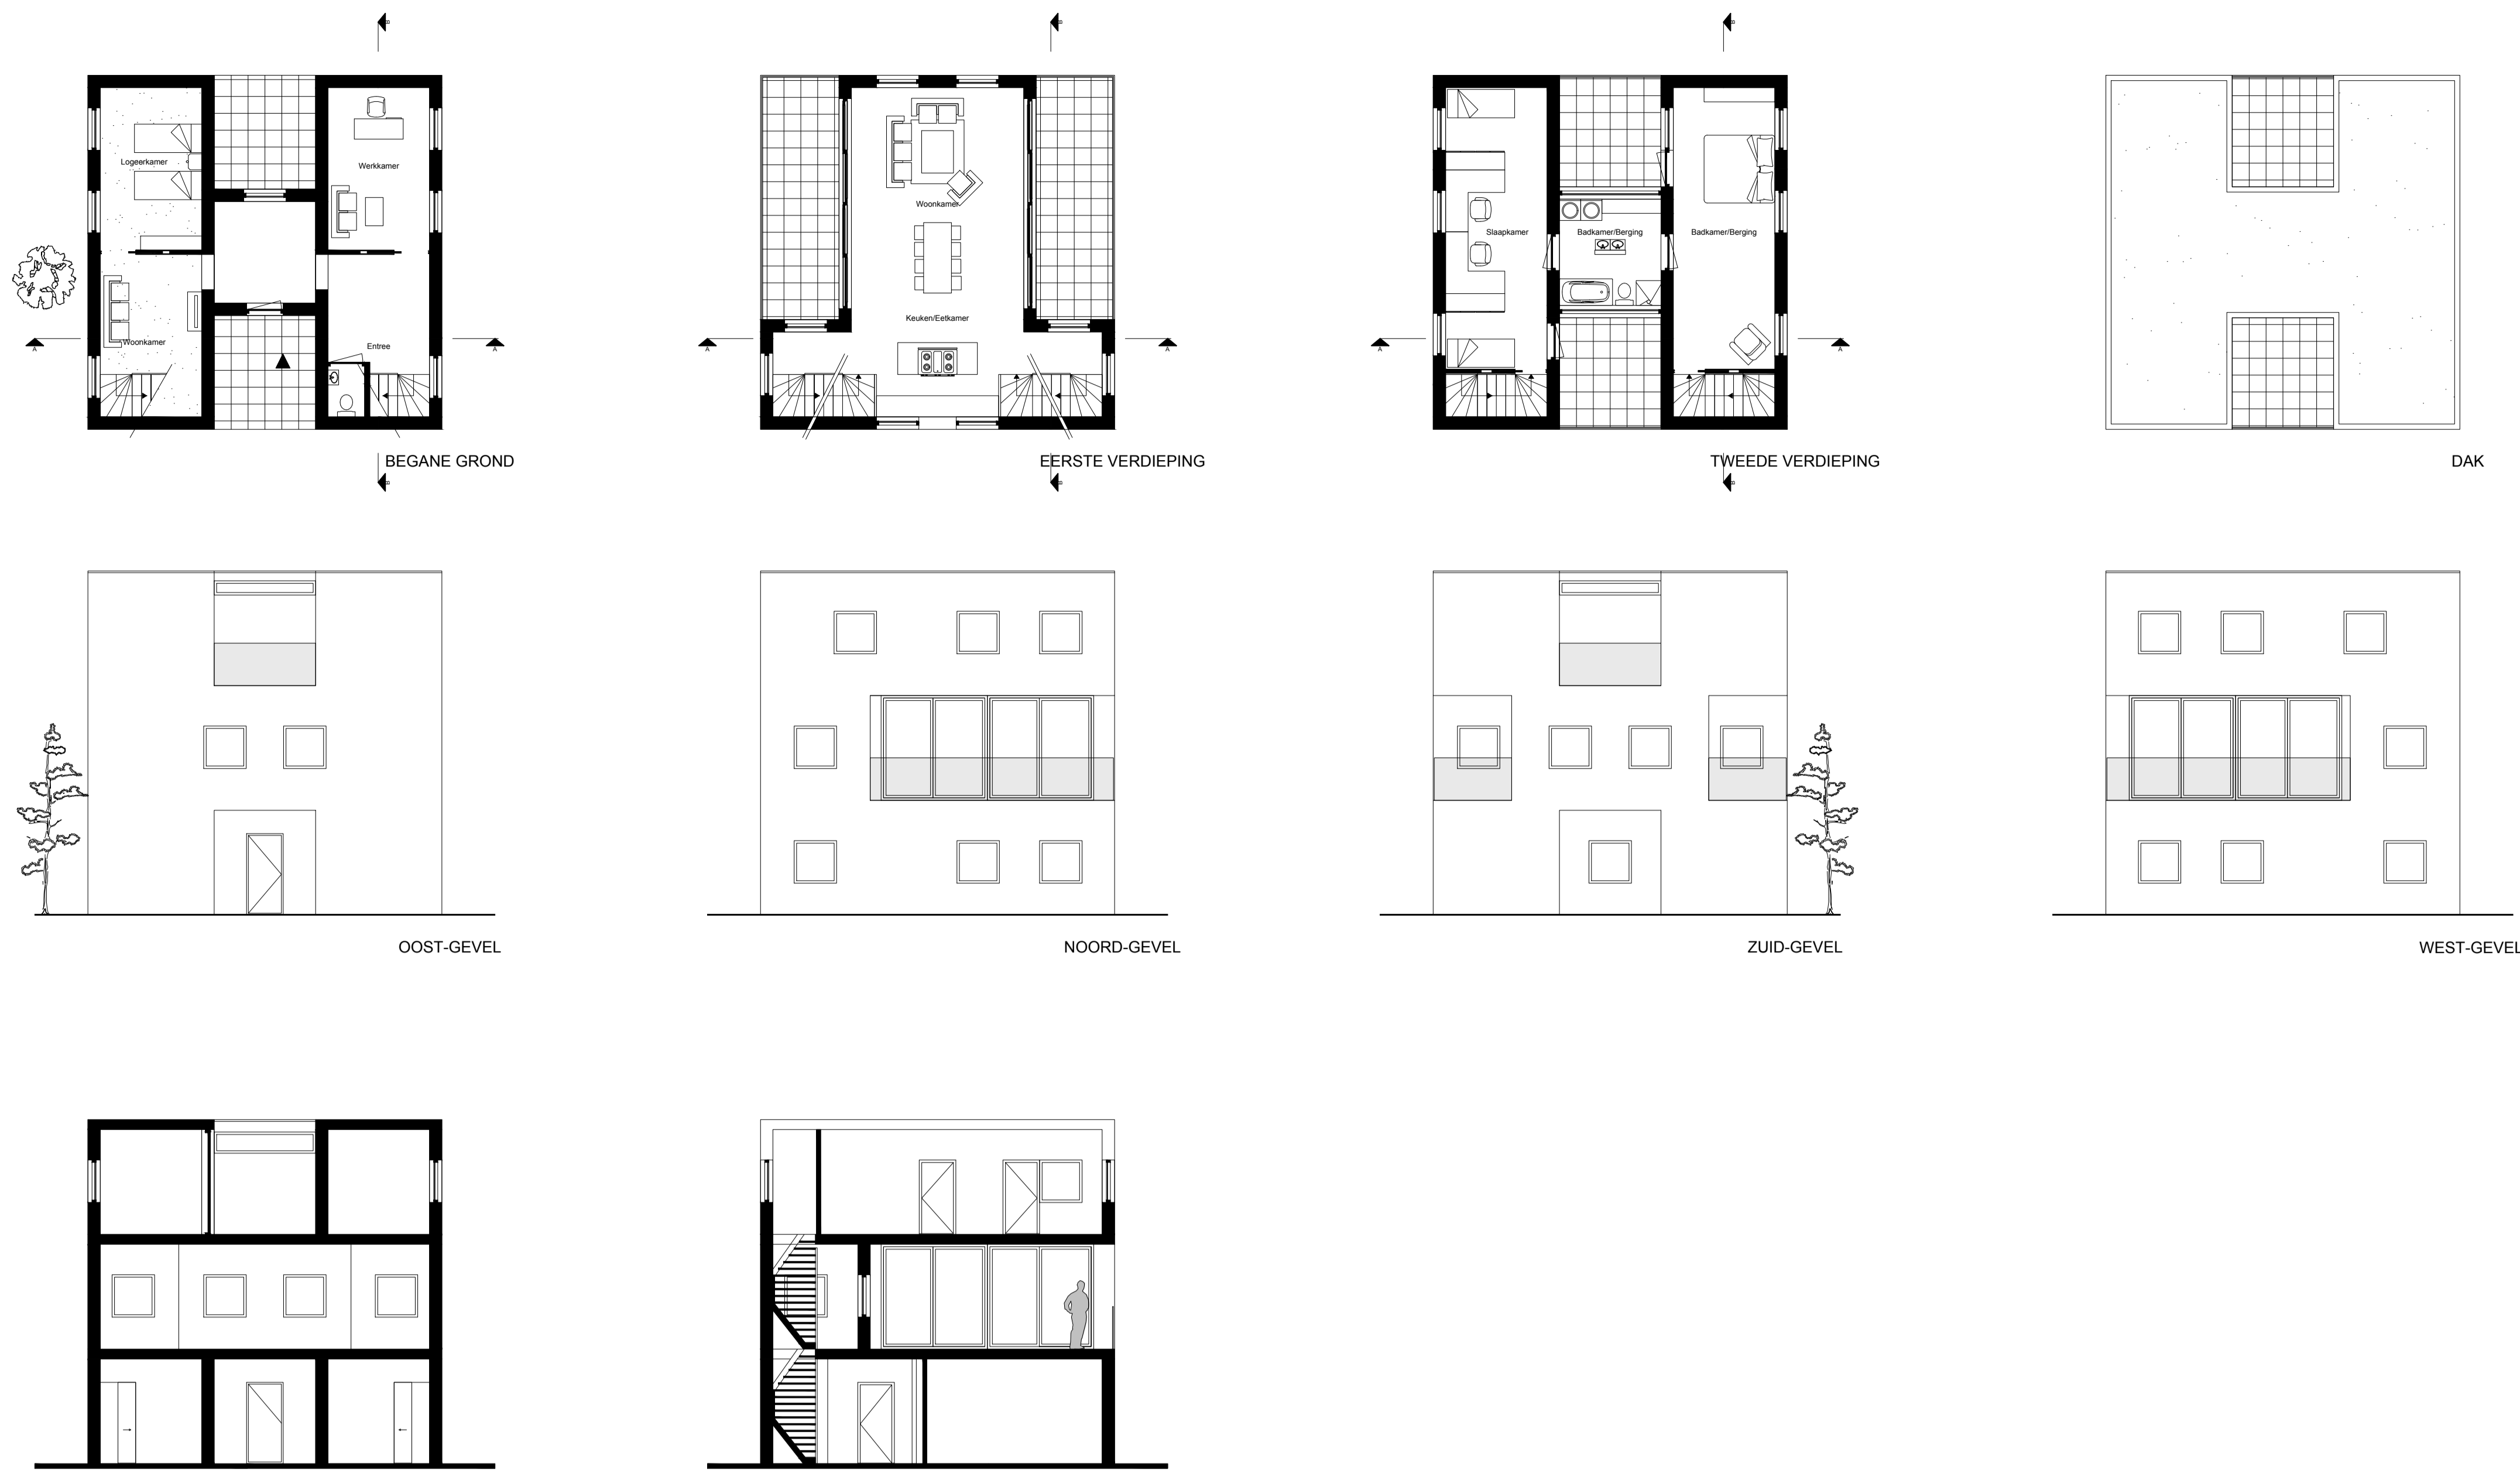 B
B
B
Logeerkamer
Werkkamer
Woonkamer
Entree
A
A
Woonkamer
Keuken/Eetkamer
A
A
Slaapkamer
Badkamer/Berging
Badkamer/Berging
A
A
BEGANE GROND
EERSTE VERDIEPING
TWEEDE VERDIEPING
DAK
B
B
B
OOST-GEVEL
NOORD-GEVEL
ZUID-GEVEL
WEST-GEVEL